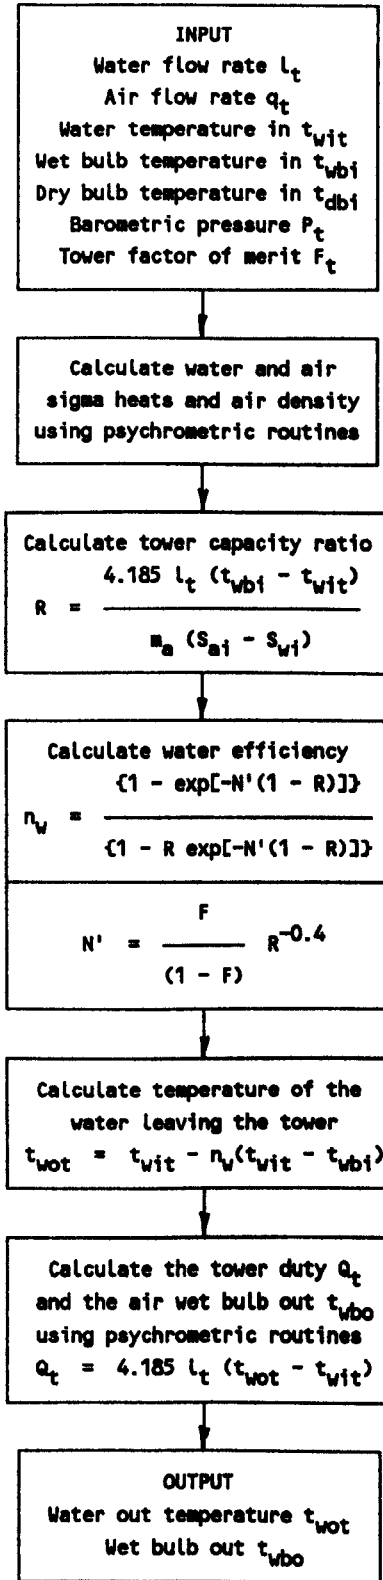 INPUT
Water flow rate l_t
Air flow rate q_t
Water temperature in t_wit
Wet bulb temperature in t_wbi
Dry bulb temperature in t_dbi
Barometric pressure P_t
Tower factor of merit F_t
Calculate water and air
sigma heats and air density
using psychrometric routines
Calculate tower capacity ratio
4.185 l_t (t_wbi - t_wit)
R =
m_a (S_ai - S_wi)
Calculate water efficiency
{1 - exp[-N'(1 - R)]}
n_w =
{1 - R exp[-N'(1 - R)]}
F
N' = R^-0.4
(1 - F)
Calculate temperature of the
water leaving the tower
t_wot = t_wit - n_w(t_wit - t_wbi)
Calculate the tower duty Q_t
and the air wet bulb out t_wbo
using psychrometric routines
Q_t = 4.185 l_t (t_wot - t_wit)
OUTPUT
Water out temperature t_wot
Wet bulb out t_wbo